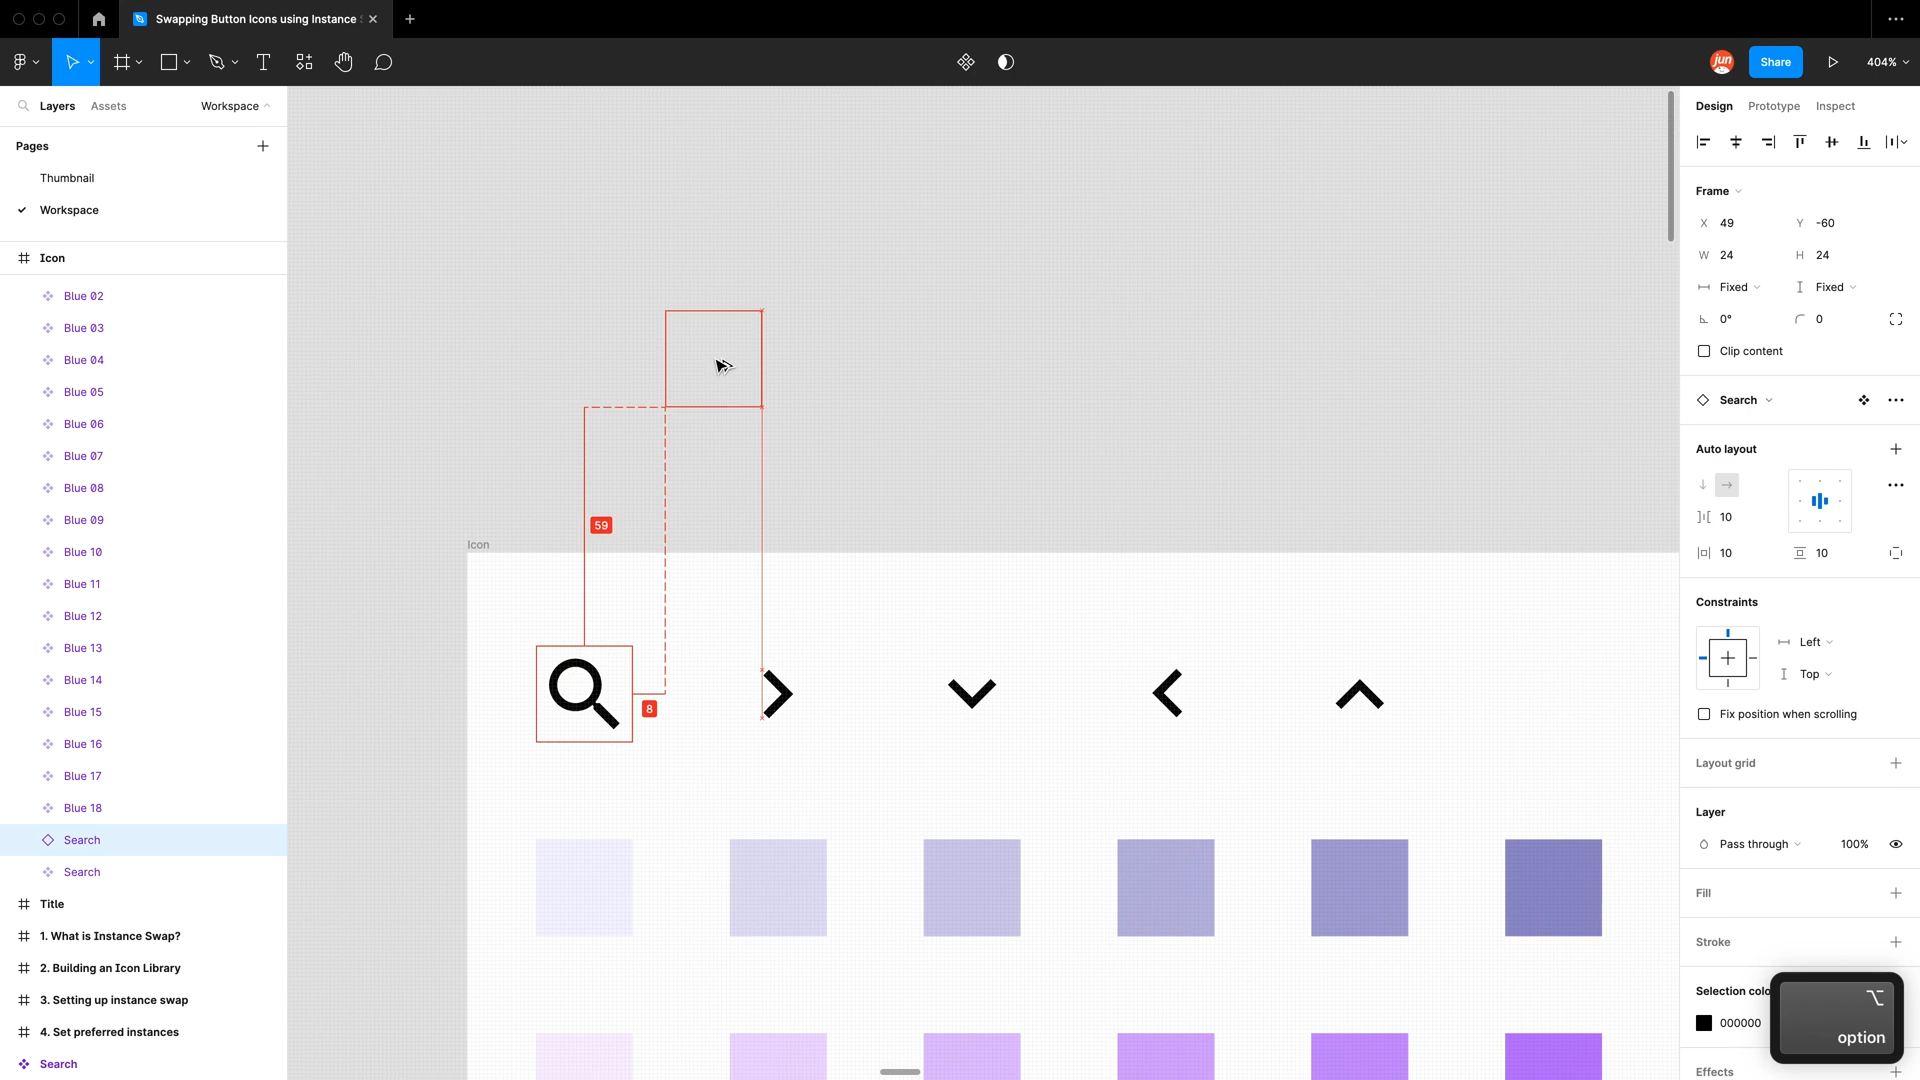 Swapping Button Icons using Instance
jun
Share
404%
Layers
Assets
Workspace
Pages
Thumbnail
Workspace
Icon
Blue 02
Blue 03
Blue 04
Blue 05
Blue 06
Blue 07
Blue 08
Blue 09
Blue 10
Blue 11
Blue 12
Blue 13
Blue 14
Blue 15
Blue 16
Blue 17
Blue 18
Search
Search
Title
1. What is Instance Swap?
2. Building an Icon Library
3. Setting up instance swap
4. Set preferred instances
Search
59
Icon
8
Design
Prototype
Inspect
Frame
X 49
Y -60
W 24
H 24
Fixed
Fixed
0°
0
Clip content
Search
Auto layout
10
10
10
Constraints
Left
Top
Fix position when scrolling
Layout grid
Layer
Pass through
100%
Fill
Stroke
Selection colo
000000
option
Effects